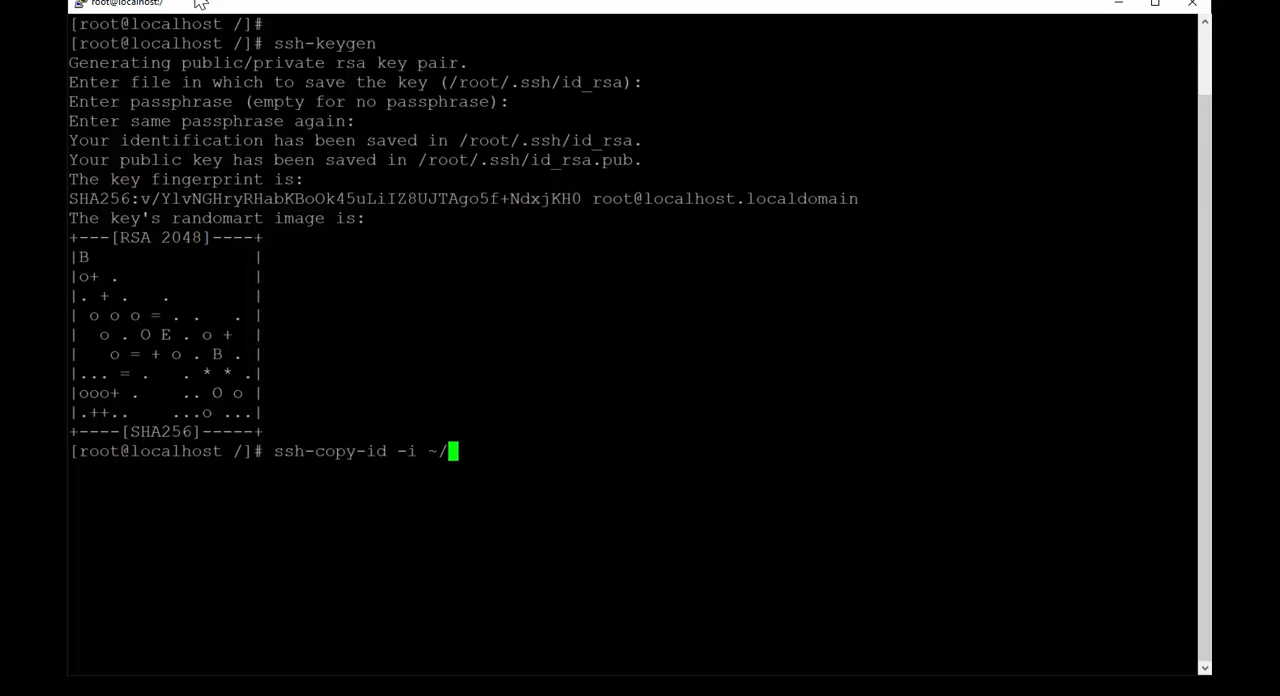 root@localhost:/
[root@localhost /]#
[root@localhost /]# ssh-keygen
Generating public/private rsa key pair.
Enter file in which to save the key (/root/.ssh/id_rsa):
Enter passphrase (empty for no passphrase):
Enter same passphrase again:
Your identification has been saved in /root/.ssh/id_rsa.
Your public key has been saved in /root/.ssh/id_rsa.pub.
The key fingerprint is:
SHA256:v/YlvNGHryRHabKBoOk45uLiIZ8UJTAgo5f+NdxjKH0 root@localhost.localdomain
The key's randomart image is:
+---[RSA 2048]----+
|B                |
|o+ .             |
|. + .   .        |
| o o o = . .   . |
|  o . O E . o +  |
|   o = + o . B . |
|... = .   . * * .|
|ooo+ .    .. O o |
|.++..    ...o ...|
+----[SHA256]-----+
[root@localhost /]# ssh-copy-id -i ~/